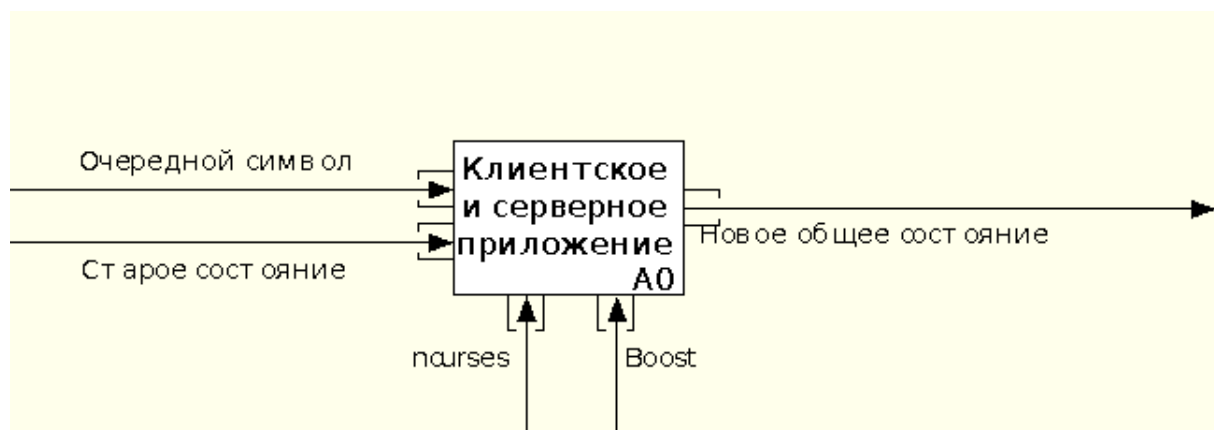 Очередной символ
Клиентское
и серверное
приложение
A0
Старое состояние
Новое общее состояние
ncurses
Boost